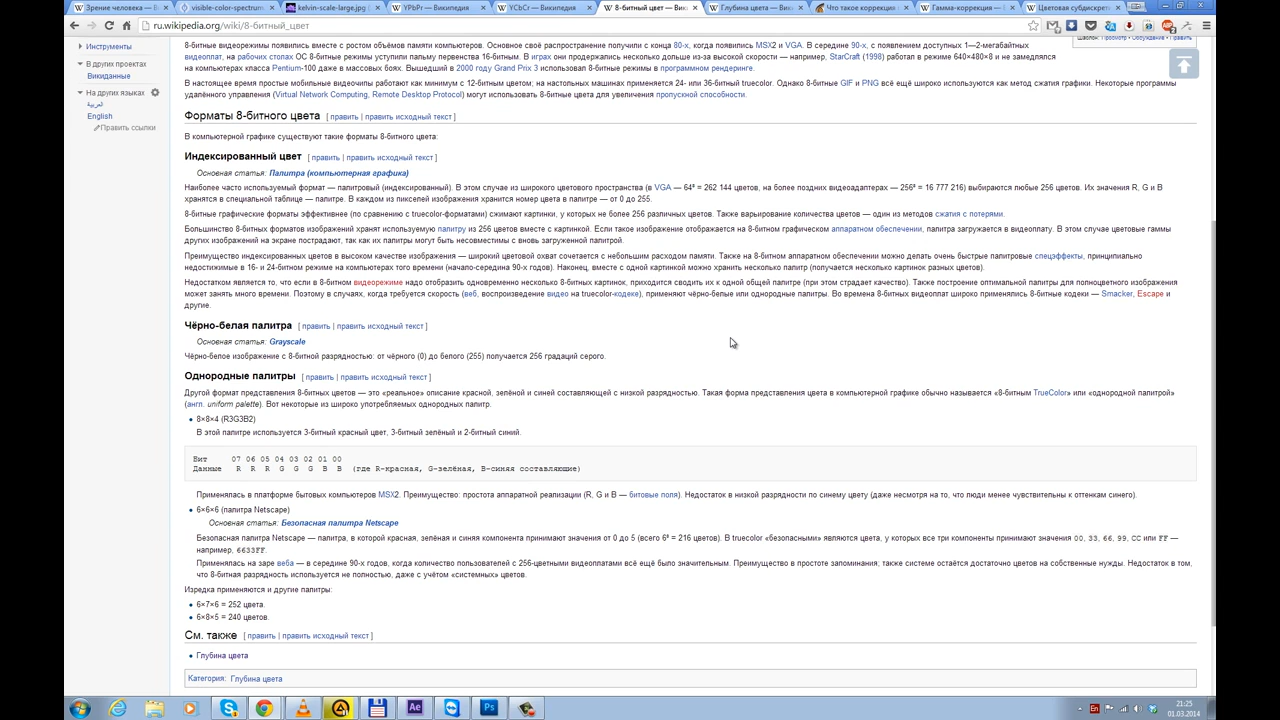 Зрение человека — В
visible-color-spectrum
kelvin-scale-large.jpg
YPbPr — Википедия
YCbCr — Википедия
8-битный цвет — Вик
Глубина цвета — Вик
Что такое коррекция
Гамма-коррекция —
Цветовая субдискрет
ru.wikipedia.org/wiki/8-битный_цвет
Инструменты
В других проектах
Викиданные
На других языках
العربية
English
Править ссылки
8-битные видеорежимы появились вместе с ростом объёмов памяти компьютеров. Основное своё распространение получили с конца 80-х, когда появились MSX2 и VGA. В середине 90-х, с появлением доступных 1—2-мегабайтных
видеоплат, на рабочих столах ОС 8-битные режимы уступили пальму первенства 16-битным. В играх они продержались несколько дольше из-за высокой скорости — например, StarCraft (1998) работал в режиме 640×480×8 и не замедлялся
на компьютерах класса Pentium-100 даже в массовых боях. Вышедший в 2000 году Grand Prix 3 использовал 8-битные режимы в программном рендеринге.
В настоящее время простые мобильные видеочипы работают как минимум с 12-битным цветом; на настольных машинах применяется 24- или 36-битный truecolor. Однако 8-битные GIF и PNG всё ещё широко используются как метод сжатия графики. Некоторые программы
удалённого управления (Virtual Network Computing, Remote Desktop Protocol) могут использовать 8-битные цвета для увеличения пропускной способности.
Форматы 8-битного цвета [ править | править исходный текст ]
В компьютерной графике существуют такие форматы 8-битного цвета:
Индексированный цвет [ править | править исходный текст ]
Основная статья: Палитра (компьютерная графика)
Наиболее часто используемый формат — палитровый (индексированный). В этом случае из широкого цветового пространства (в VGA — 64³ = 262 144 цветов, на более поздних видеоадаптерах — 256³ = 16 777 216) выбираются любые 256 цветов. Их значения R, G и B
хранятся в специальной таблице — палитре. В каждом из пикселей изображения хранится номер цвета в палитре — от 0 до 255.
8-битные графические форматы эффективнее (по сравнению с truecolor-форматами) сжимают картинки, у которых не более 256 различных цветов. Также варьирование количества цветов — один из методов сжатия с потерями.
Большинство 8-битных форматов изображений хранят используемую палитру из 256 цветов вместе с картинкой. Если такое изображение отображается на 8-битном графическом аппаратном обеспечении, палитра загружается в видеоплату. В этом случае цветовые гаммы
других изображений на экране пострадают, так как их палитры могут быть несовместимы с вновь загруженной палитрой.
Преимущество индексированных цветов в высоком качестве изображения — широкий цветовой охват сочетается с небольшим расходом памяти. Также на 8-битном аппаратном обеспечении можно делать очень быстрые палитровые спецэффекты, принципиально
недостижимые в 16- и 24-битном режиме на компьютерах того времени (начало-середина 90-х годов). Наконец, вместе с одной картинкой можно хранить несколько палитр (получается несколько картинок разных цветов).
Недостатком является то, что если в 8-битном видеорежиме надо отобразить одновременно несколько 8-битных картинок, приходится сводить их к одной общей палитре (при этом страдает качество). Также построение оптимальной палитры для полноцветного изображения
может занять много времени. Поэтому в случаях, когда требуется скорость (веб, воспроизведение видео на truecolor-кодеке), применяют чёрно-белые или однородные палитры. Во времена 8-битных видеоплат широко применялись 8-битные кодеки — Smacker, Escape и
другие.
Чёрно-белая палитра [ править | править исходный текст ]
Основная статья: Grayscale
Чёрно-белое изображение с 8-битной разрядностью: от чёрного (0) до белого (255) получается 256 градаций серого.
Однородные палитры [ править | править исходный текст ]
Другой формат представления 8-битных цветов — это «реальное» описание красной, зелёной и синей составляющей с низкой разрядностью. Такая форма представления цвета в компьютерной графике обычно называется «8-битным TrueColor» или «однородной палитрой»
(англ. uniform palette). Вот некоторые из широко употребляемых однородных палитр.
8×8×4 (R3G3B2)
В этой палитре используется 3-битный красный цвет, 3-битный зелёный и 2-битный синий.
Бит 07 06 05 04 03 02 01 00
Данные R R R G G G B B (где R-красная, G-зелёная, B-синяя составляющие)
Применялась в платформе бытовых компьютеров MSX2. Преимущество: простота аппаратной реализации (R, G и B — битовые поля). Недостаток в низкой разрядности по синему цвету (даже несмотря на то, что люди менее чувствительны к оттенкам синего).
6×6×6 (палитра Netscape)
Основная статья: Безопасная палитра Netscape
Безопасная палитра Netscape — палитра, в которой красная, зелёная и синяя компонента принимают значения от 0 до 5 (всего 6³ = 216 цветов). В truecolor «безопасными» являются цвета, у которых все три компоненты принимают значения 00, 33, 66, 99, CC или FF —
например, 6633FF.
Применялась на заре веба — в середине 90-х годов, когда количество пользователей с 256-цветными видеоплатами всё ещё было значительным. Преимущество в простоте запоминания; также системе остаётся достаточно цветов на собственные нужды. Недостаток в том,
что 8-битная разрядность используется не полностью, даже с учётом «системных» цветов.
Изредка применяются и другие палитры:
6×7×6 = 252 цвета.
6×8×5 = 240 цветов.
См. также [ править | править исходный текст ]
Глубина цвета
Категория: Глубина цвета
Ae
Ps
En
21:25
01.03.2014